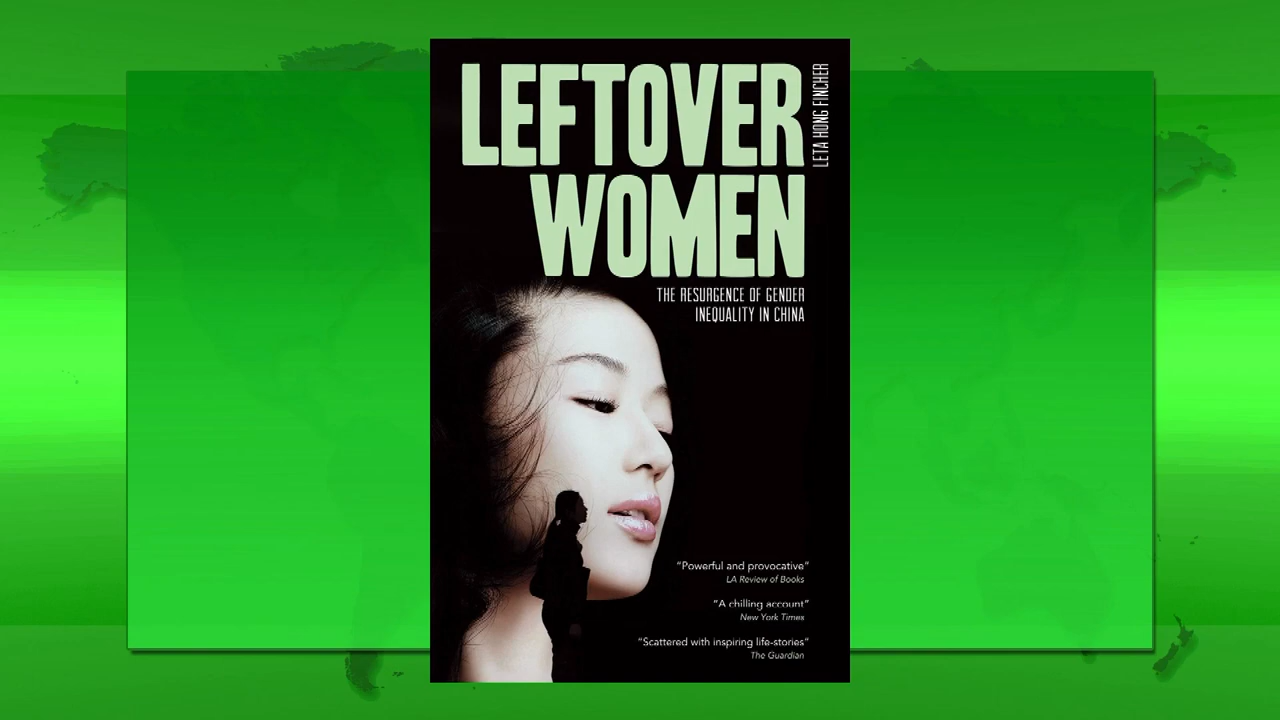 LEFTOVER
WOMEN
LETA HONG FINCHER
THE RESURGENCE OF GENDER
INEQUALITY IN CHINA
"Powerful and provocative"
LA Review of Books
"A chilling account"
New York Times
"Scattered with inspiring life-stories"
The Guardian